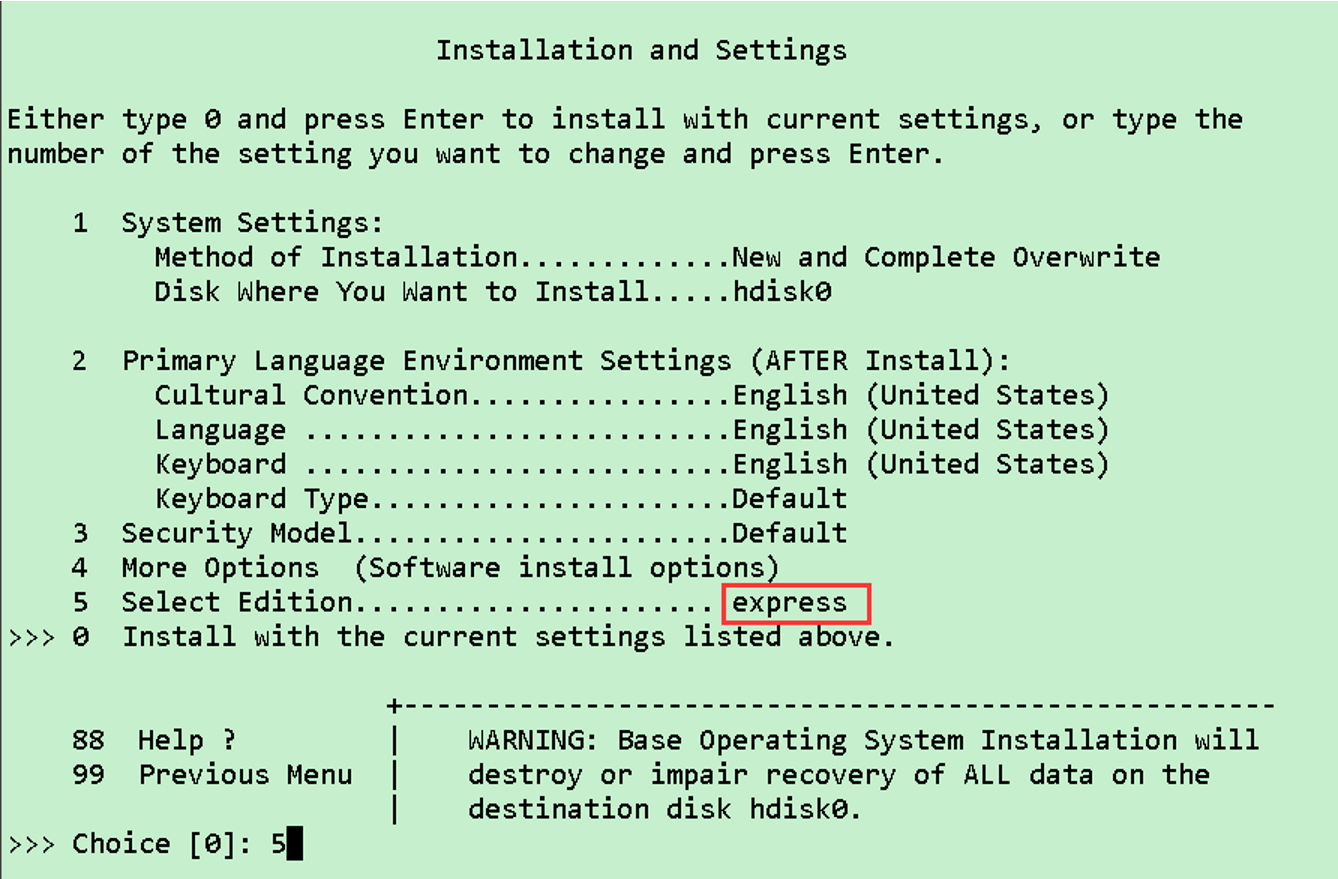 Installation and Settings
Either type 0 and press Enter to install with current settings, or type the
number of the setting you want to change and press Enter.
1 System Settings:
Method of Installation.............New and Complete Overwrite
Disk Where You Want to Install.....hdisk0
2 Primary Language Environment Settings (AFTER Install):
Cultural Convention................English (United States)
Language ..........................English (United States)
Keyboard ..........................English (United States)
Keyboard Type......................Default
3 Security Model.......................Default
4 More Options (Software install options)
5 Select Edition...................... express
>>> 0 Install with the current settings listed above.
+-----------------------------------------------------
88 Help ? | WARNING: Base Operating System Installation will
99 Previous Menu | destroy or impair recovery of ALL data on the
| destination disk hdisk0.
>>> Choice [0]: 5